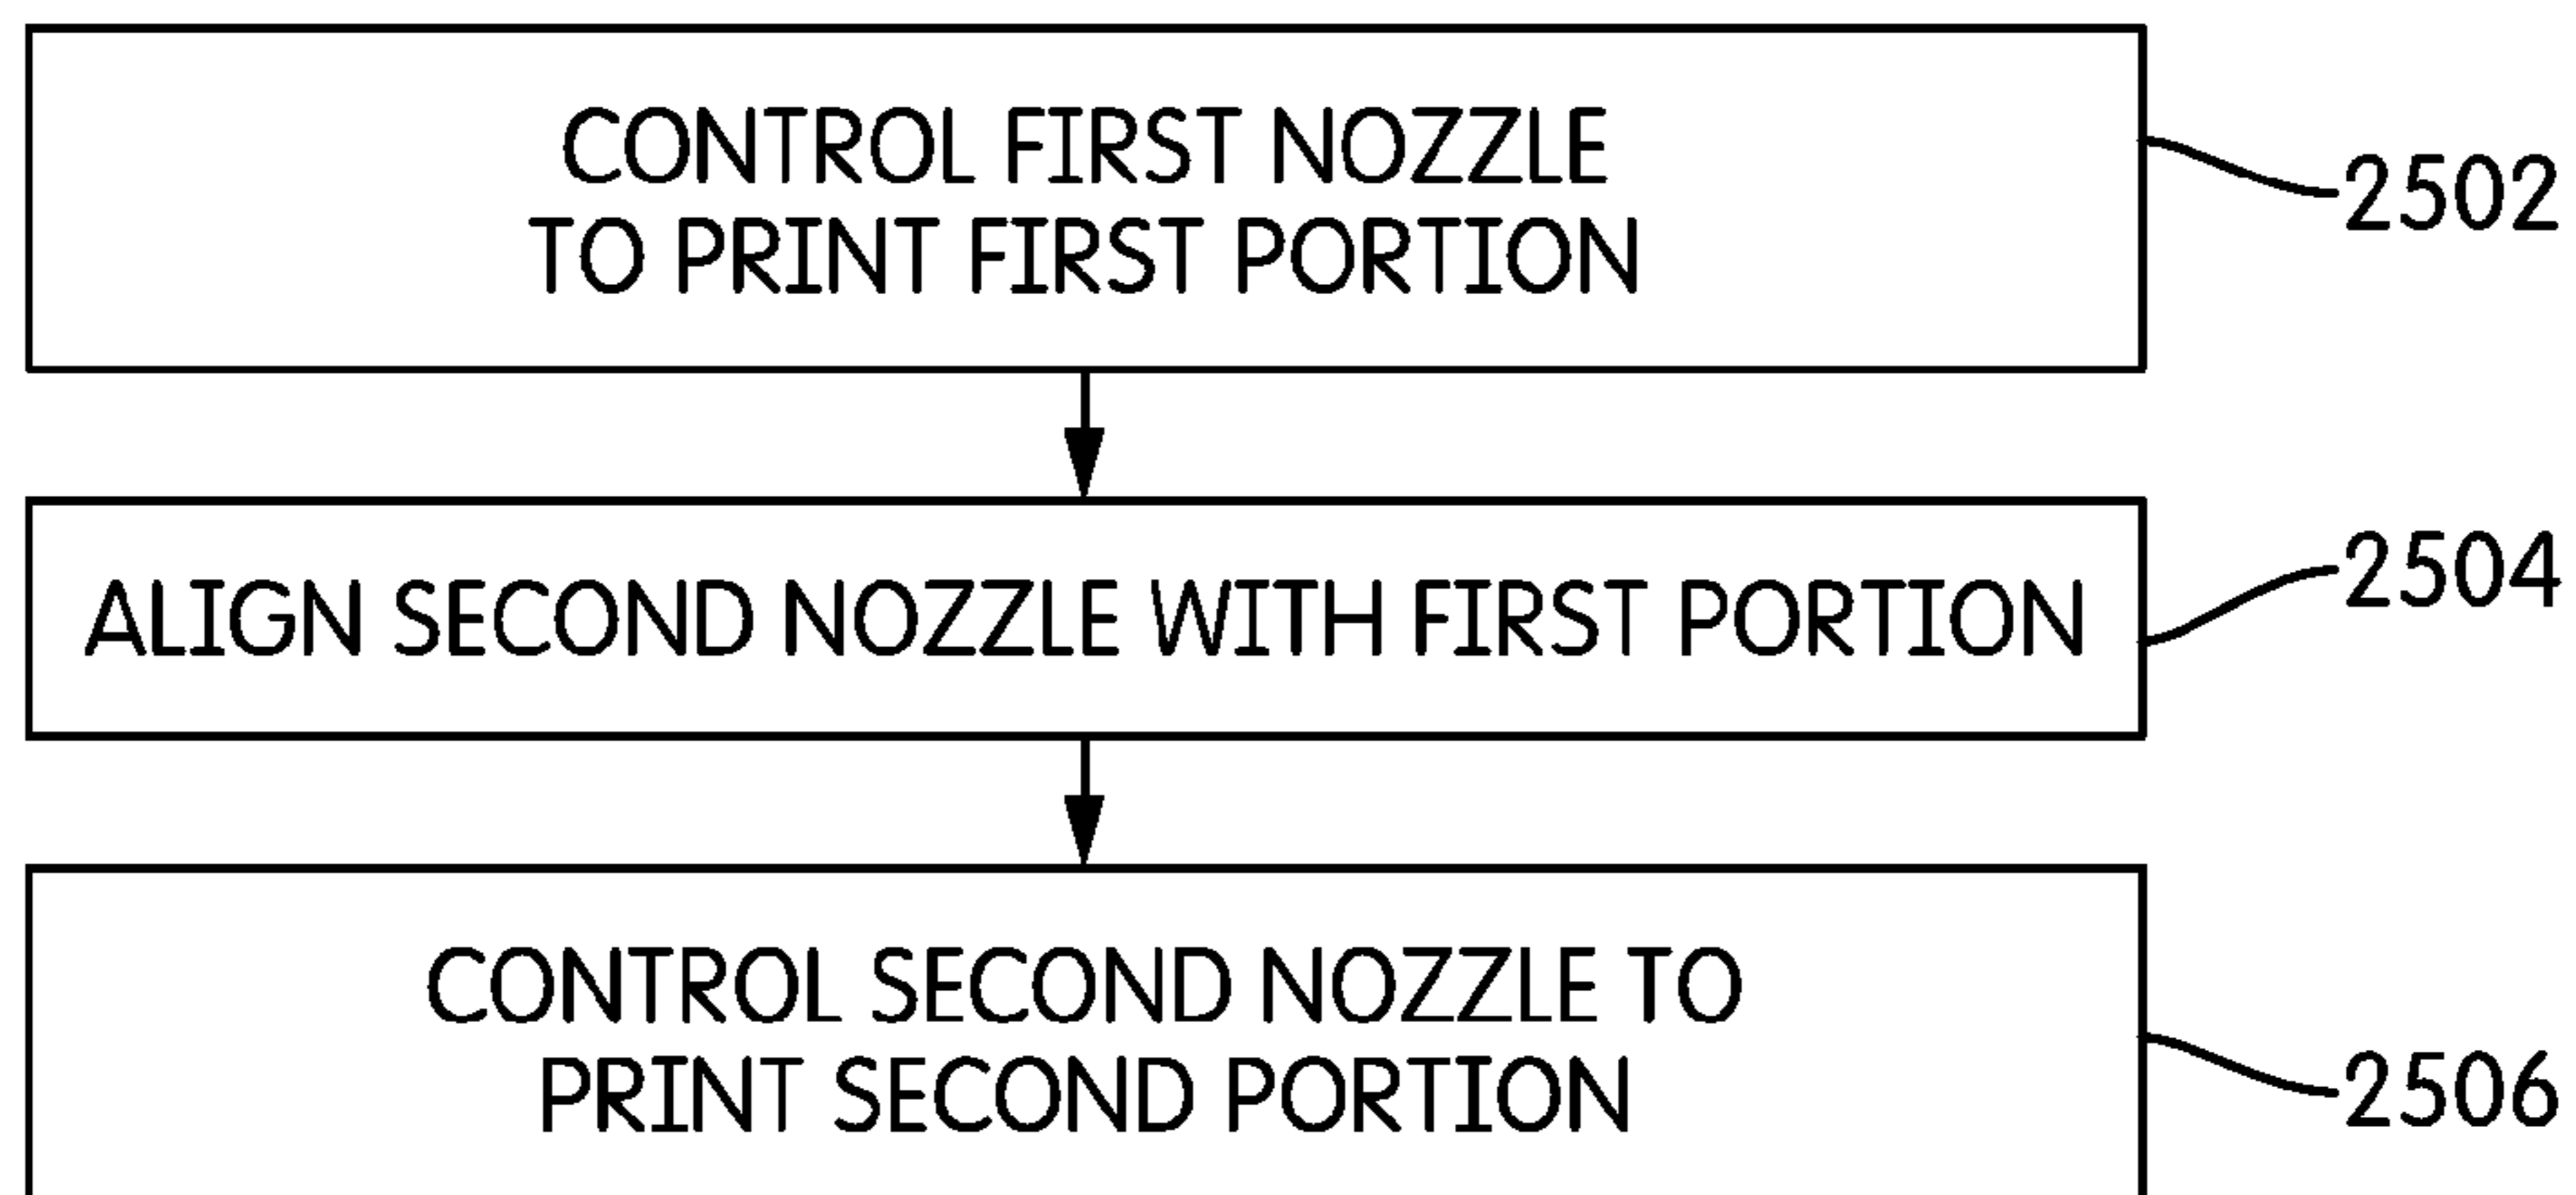 CONTROL FIRST NOZZLE
TO PRINT FIRST PORTION
2502
ALIGN SECOND NOZZLE WITH FIRST PORTION
2504
CONTROL SECOND NOZZLE TO
PRINT SECOND PORTION
2506